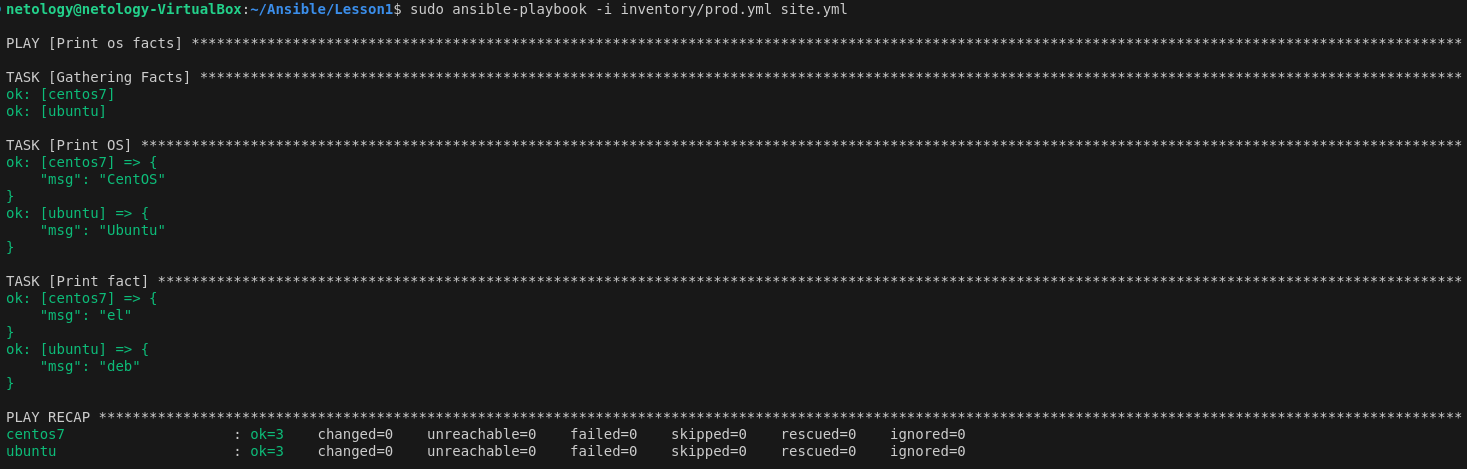 netology@netology-VirtualBox:~/Ansible/Lesson1$ sudo ansible-playbook -i inventory/prod.yml site.yml
PLAY [Print os facts] *******************************************************************************************************************************************************
TASK [Gathering Facts] ******************************************************************************************************************************************************
ok: [centos7]
ok: [ubuntu]
TASK [Print OS] *************************************************************************************************************************************************************
ok: [centos7] => {
    "msg": "CentOS"
}
ok: [ubuntu] => {
    "msg": "Ubuntu"
}
TASK [Print fact] ***********************************************************************************************************************************************************
ok: [centos7] => {
    "msg": "el"
}
ok: [ubuntu] => {
    "msg": "deb"
}
PLAY RECAP ******************************************************************************************************************************************************************
centos7                    : ok=3    changed=0    unreachable=0    failed=0    skipped=0    rescued=0    ignored=0
ubuntu                     : ok=3    changed=0    unreachable=0    failed=0    skipped=0    rescued=0    ignored=0